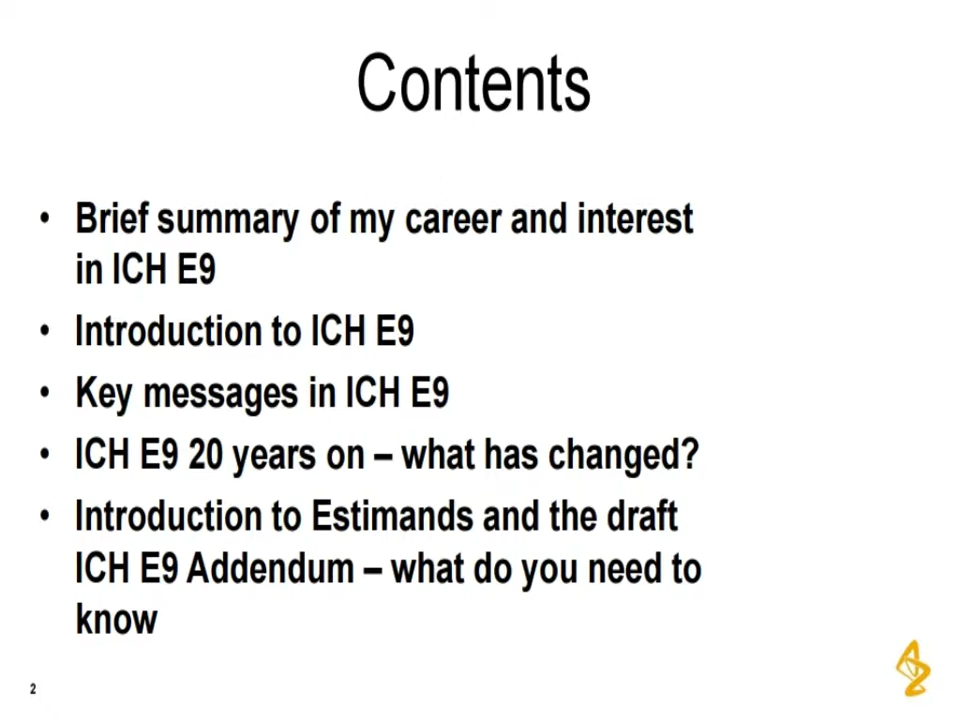 Contents
• Brief summary of my career and interest
in ICH E9
• Introduction to ICH E9
• Key messages in ICH E9
• ICH E9 20 years on – what has changed?
• Introduction to Estimands and the draft
ICH E9 Addendum – what do you need to
know
2